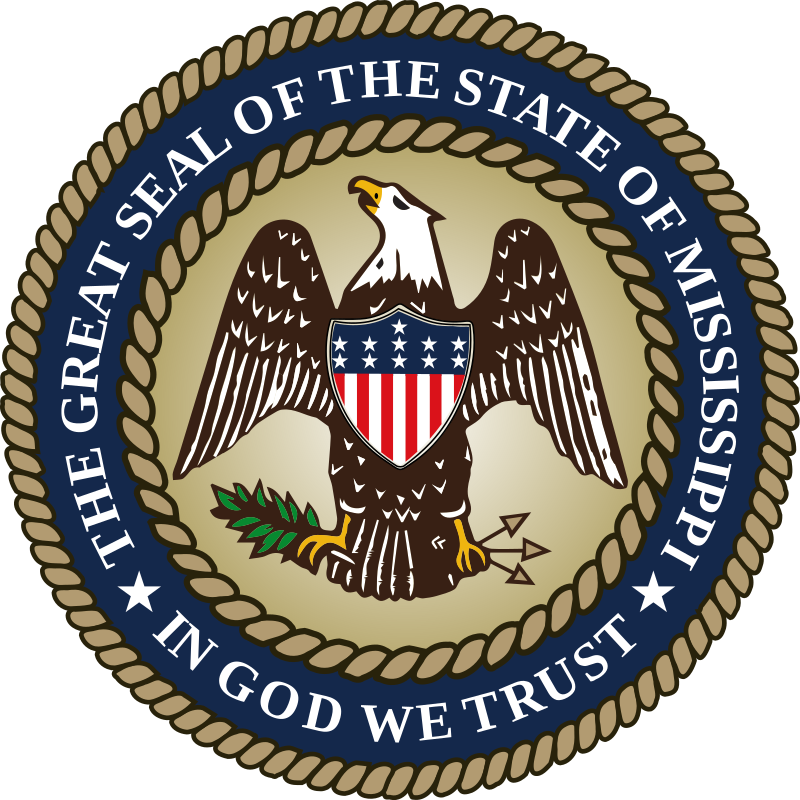 THE GREAT SEAL OF THE STATE OF MISSISSIPPI
IN GOD WE TRUST